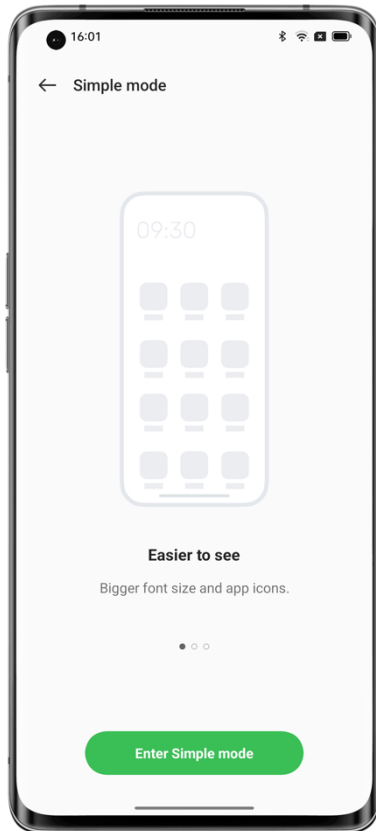 16:01
Simple mode
09:30
Easier to see
Bigger font size and app icons.
Enter Simple mode